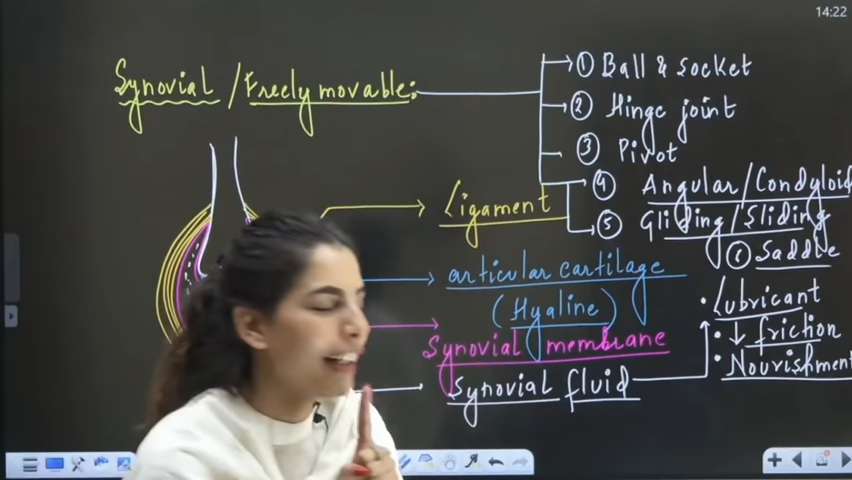 14:22
Synovial / Freely movable:
① Ball & Socket
② Hinge joint
③ Pivot
④ Angular/Condyloid
⑤ Gliding/Sliding
⑥ Saddle
Ligament
articular cartilage
(Hyaline)
Synovial membrane
Synovial fluid
• Lubricant
• ↓ friction
• Nourishment